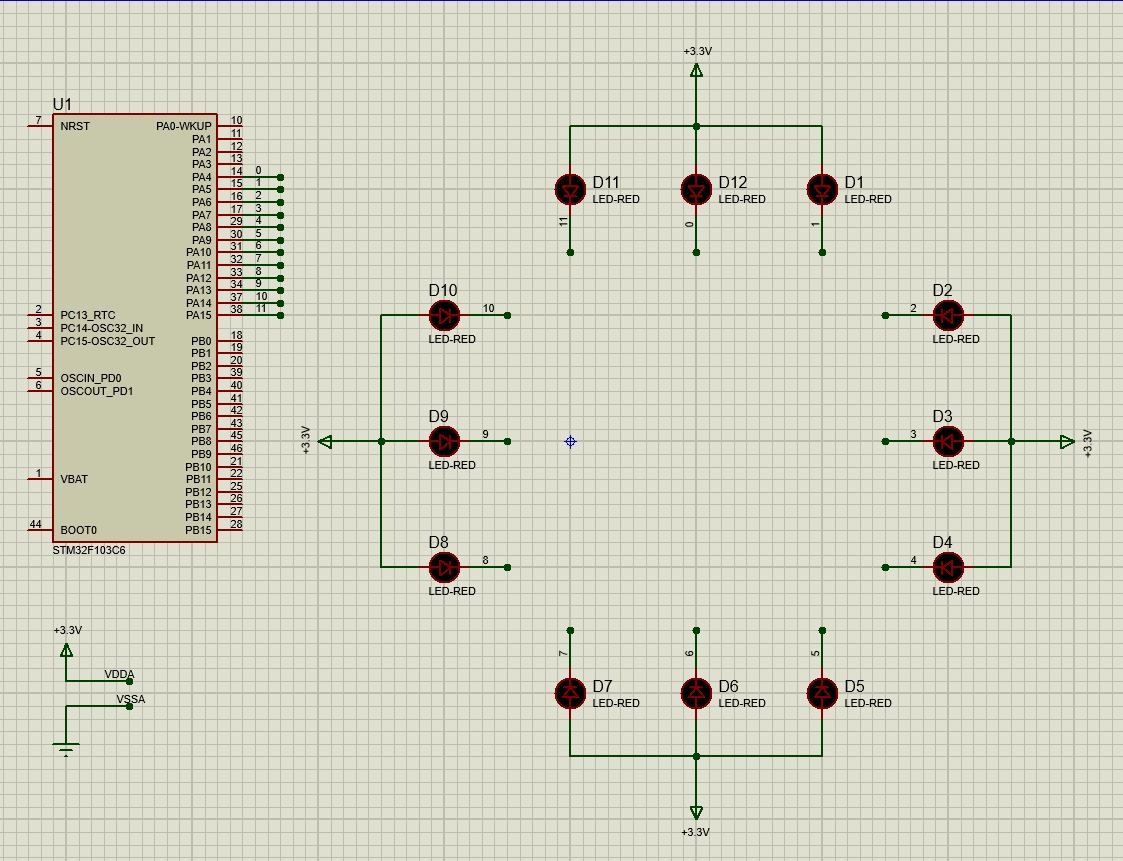 U1
7 NRST PA0-WKUP 10
PA1 11
PA2 12
PA3 13
PA4 14 0
PA5 15 1
PA6 16 2
PA7 17 3
PA8 29 4
PA9 30 5
PA10 31 6
PA11 32 7
PA12 33 8
PA13 34 9
PA14 37 10
2 PC13_RTC PA15 38 11
3 PC14-OSC32_IN
4 PC15-OSC32_OUT PB0 18
PB1 19
PB2 20
5 OSCIN_PD0 PB3 39
6 OSCOUT_PD1 PB4 40
PB5 41
PB6 42
PB7 43
PB8 45
PB9 46
PB10 21
1 VBAT PB11 22
PB12 25
PB13 26
PB14 27
44 BOOT0 PB15 28
STM32F103C6
+3.3V
VDDA
VSSA
+3.3V
D11
LED-RED
11
D12
LED-RED
0
D1
LED-RED
1
D10
LED-RED
10
D9
LED-RED
9
D8
LED-RED
8
+3.3V
D2
LED-RED
2
D3
LED-RED
3
D4
LED-RED
4
+3.3V
7
D7
LED-RED
6
D6
LED-RED
5
D5
LED-RED
+3.3V